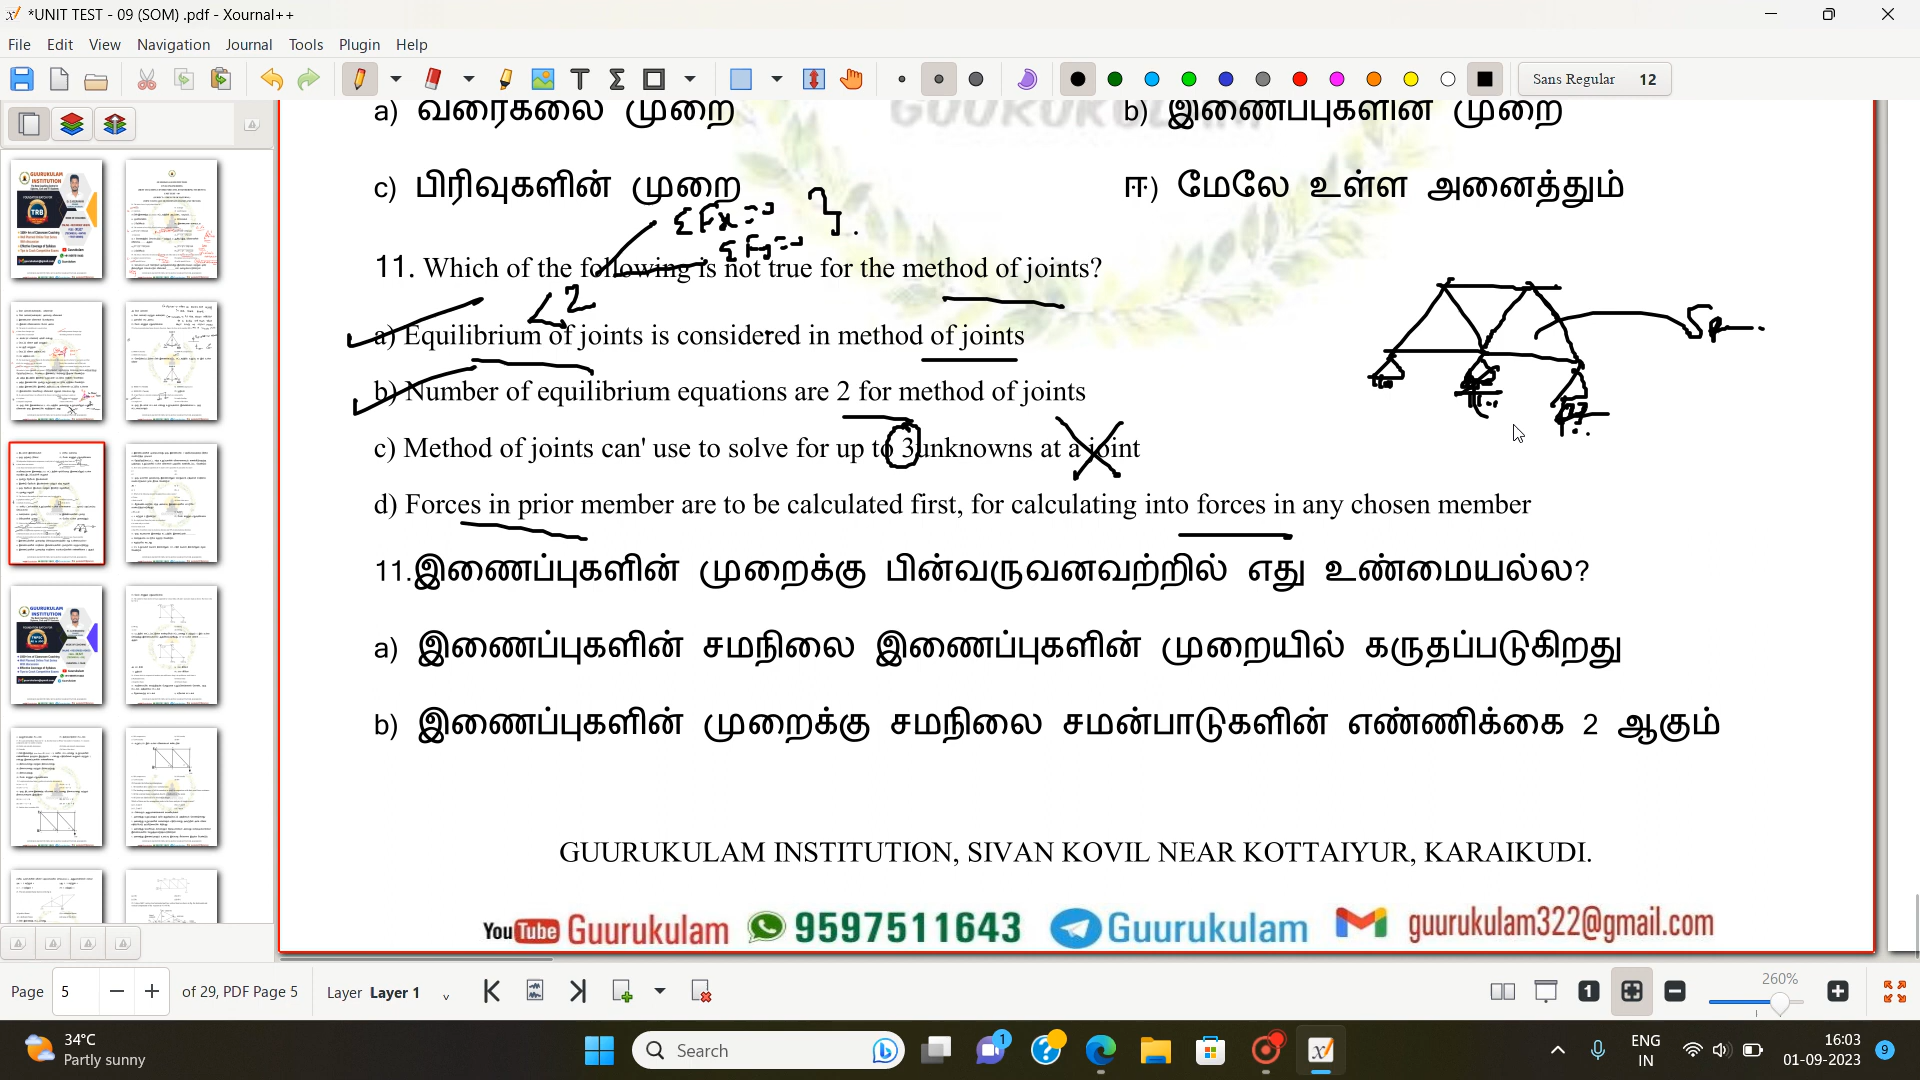 *UNIT TEST - 09 (SOM) .pdf - Xournal++
File Edit View Navigation Journal Tools Plugin Help
Sans Regular 12
GUURUKULAM
a) வரைகலை முறை b) இணைப்புகளின் முறை
c) பிரிவுகளின் முறை ஈ) மேலே உள்ள அனைத்தும்
11. Which of the following is not true for the method of joints?
a) Equilibrium of joints is considered in method of joints
b) Number of equilibrium equations are 2 for method of joints
c) Method of joints can' use to solve for up to 3unknowns at a joint
d) Forces in prior member are to be calculated first, for calculating into forces in any chosen member
11.இணைப்புகளின் முறைக்கு பின்வருவனவற்றில் எது உண்மையல்ல?
a) இணைப்புகளின் சமநிலை இணைப்புகளின் முறையில் கருதப்படுகிறது
b) இணைப்புகளின் முறைக்கு சமநிலை சமன்பாடுகளின் எண்ணிக்கை 2 ஆகும்
GUURUKULAM INSTITUTION, SIVAN KOVIL NEAR KOTTAIYUR, KARAIKUDI.
YouTube Guurukulam 9597511643 Guurukulam guurukulam322@gmail.com
Page 5 of 29, PDF Page 5 Layer Layer 1 260%
34°C
Partly sunny
Search
ENG
IN
16:03
01-09-2023